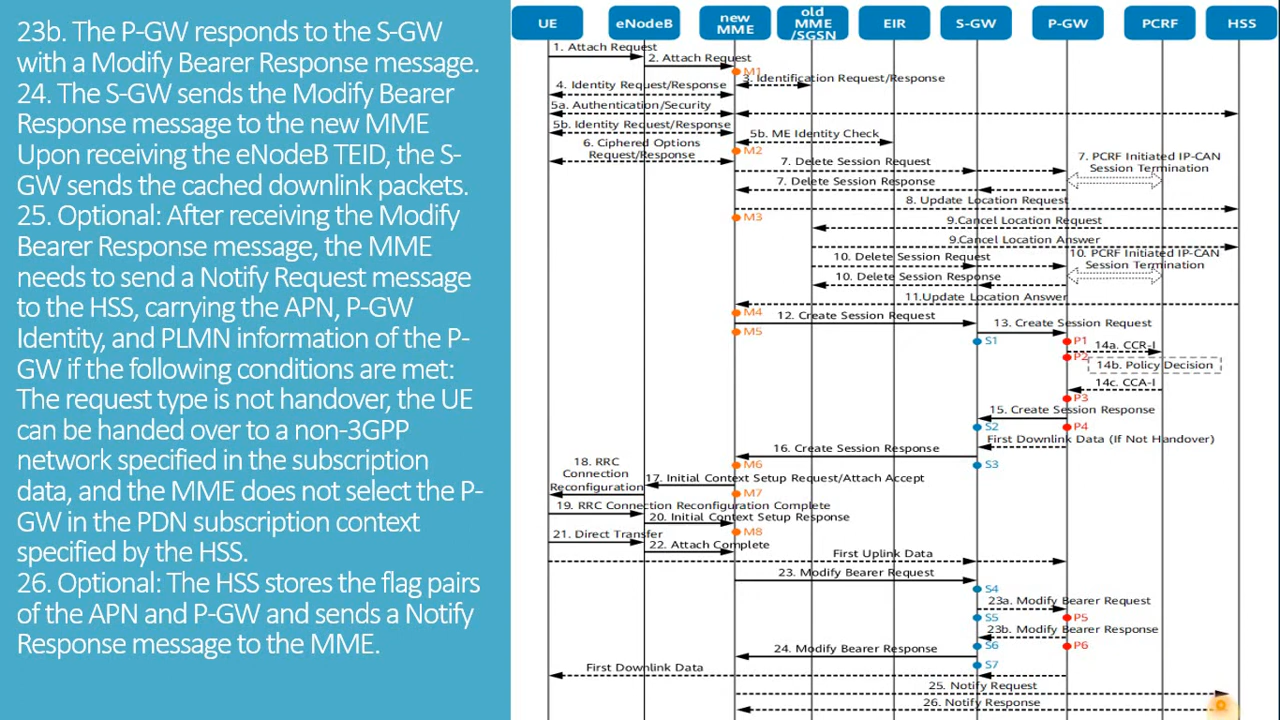 23b. The P-GW responds to the S-GW
with a Modify Bearer Response message.
24. The S-GW sends the Modify Bearer
Response message to the new MME
Upon receiving the eNodeB TEID, the S-
GW sends the cached downlink packets.
25. Optional: After receiving the Modify
Bearer Response message, the MME
needs to send a Notify Request message
to the HSS, carrying the APN, P-GW
Identity, and PLMN information of the P-
GW if the following conditions are met:
The request type is not handover, the UE
can be handed over to a non-3GPP
network specified in the subscription
data, and the MME does not select the P-
GW in the PDN subscription context
specified by the HSS.
26. Optional: The HSS stores the flag pairs
of the APN and P-GW and sends a Notify
Response message to the MME.
UE
eNodeB
new
MME
old
MME
/SGSN
EIR
S-GW
P-GW
PCRF
HSS
1. Attach Request
2. Attach Request
M1
3. Identification Request/Response
4. Identity Request/Response
5a. Authentication/Security
5b. Identity Request/Response
5b. ME Identity Check
6. Ciphered Options
Request/Response
M2
7. Delete Session Request
7. PCRF Initiated IP-CAN
Session Termination
7. Delete Session Response
8. Update Location Request
M3
9.Cancel Location Request
9.Cancel Location Answer
10. Delete Session Request
10. PCRF Initiated IP-CAN
Session Termination
10. Delete Session Response
11.Update Location Answer
M4
12. Create Session Request
M5
13. Create Session Request
S1
P1
14a. CCR-I
P2
14b. Policy Decision
14c. CCA-I
P3
15. Create Session Response
S2
P4
First Downlink Data (If Not Handover)
16. Create Session Response
M6
S3
18. RRC
Connection
Reconfiguration
17. Initial Context Setup Request/Attach Accept
M7
19. RRC Connection Reconfiguration Complete
20. Initial Context Setup Response
M8
21. Direct Transfer
22. Attach Complete
First Uplink Data
23. Modify Bearer Request
S4
23a. Modify Bearer Request
S5
P5
23b. Modify Bearer Response
S6
P6
24. Modify Bearer Response
S7
First Downlink Data
25. Notify Request
26. Notify Response